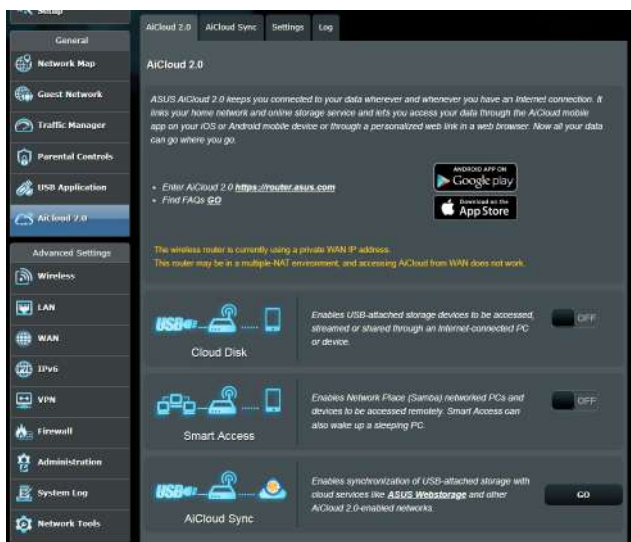 Setup
General
Network Map
Guest Network
Traffic Manager
Parental Controls
USB Application
AiCloud 2.0
Advanced Settings
Wireless
LAN
WAN
IPv6
VPN
Firewall
Administration
System Log
Network Tools
AiCloud 2.0 AiCloud Sync Settings Log
AiCloud 2.0
ASUS AiCloud 2.0 keeps you connected to your data wherever and whenever you have an Internet connection. It
links your home network and online storage service and lets you access your data through the AiCloud mobile
app on your iOS or Android mobile device or through a personalized web link in a web browser. Now all your data
can go where you go.
• Enter AiCloud 2.0 https://router.asus.com
• Find FAQs GO
ANDROID APP ON
Google play
Download on the
App Store
The wireless router is currently using a private WAN IP address.
This router may be in a multiple-NAT environment, and accessing AiCloud from WAN does not work.
USB
Cloud Disk
Enables USB-attached storage devices to be accessed,
streamed or shared through an Internet-connected PC
or device.
OFF
Smart Access
Enables Network Place (Samba) networked PCs and
devices to be accessed remotely. Smart Access can
also wake up a sleeping PC.
OFF
USB
AiCloud Sync
Enables synchronization of USB-attached storage with
cloud services like ASUS Webstorage and other
AiCloud 2.0-enabled networks.
GO